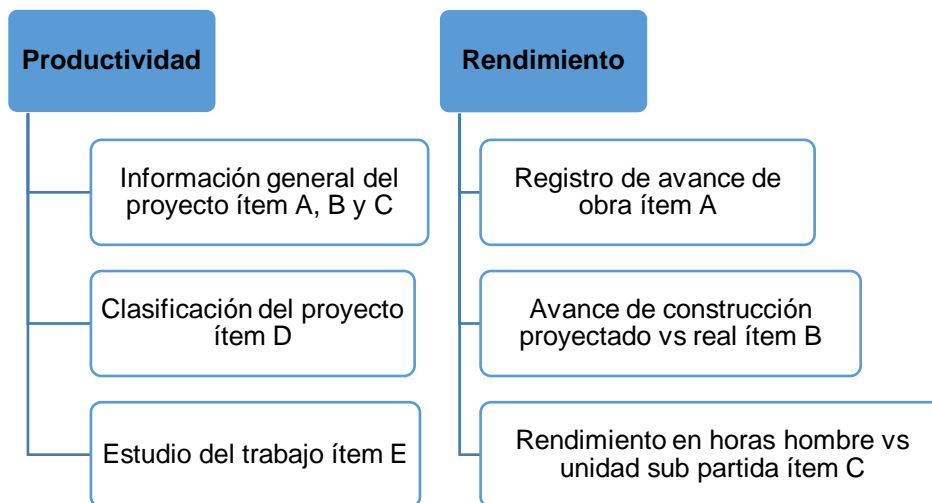 Productividad
Información general del
proyecto ítem A, B y C
Clasificación del proyecto
ítem D
Estudio del trabajo ítem E
Rendimiento
Registro de avance de
obra ítem A
Avance de construcción
proyectado vs real ítem B
Rendimiento en horas hombre vs
unidad sub partida ítem C